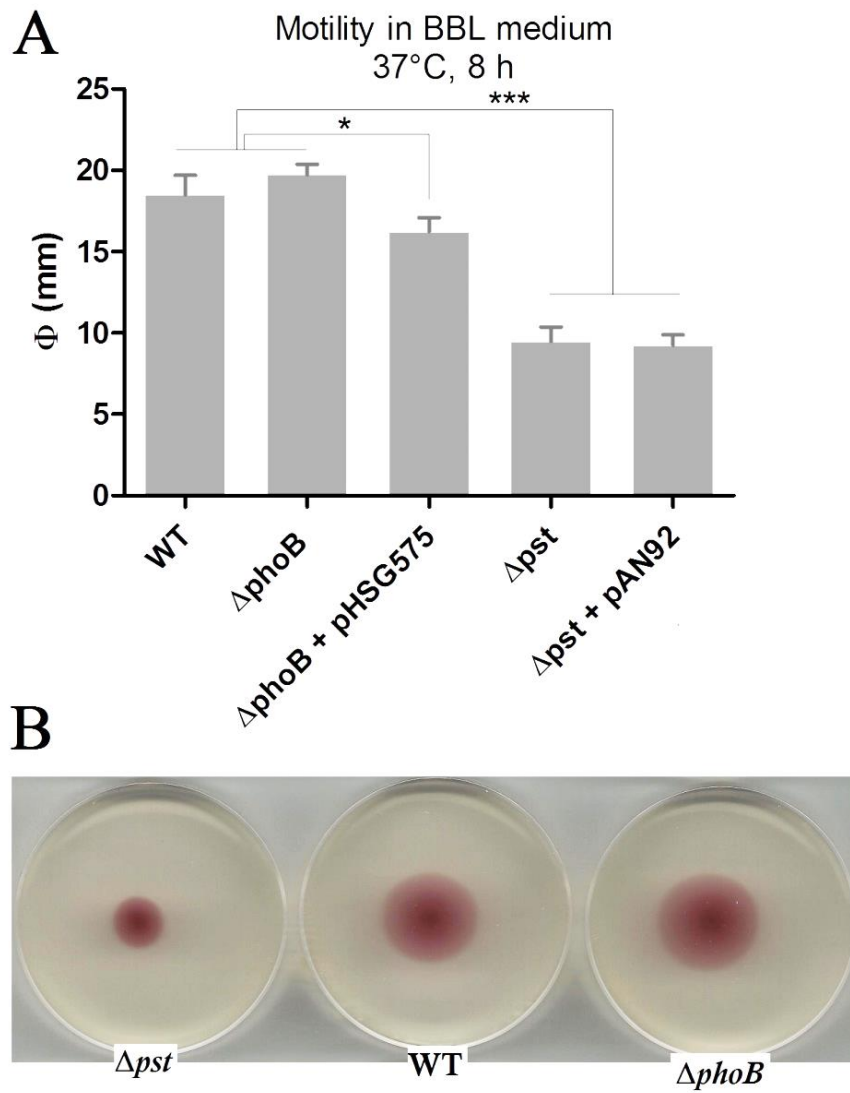 A
Motility in BBL medium
37°C, 8 h
25
20
15
10
5
0
Φ (mm)
***
*
WT
ΔphoB
ΔphoB + pHSG575
Δpst
Δpst + pAN92
B
Δpst
WT
ΔphoB